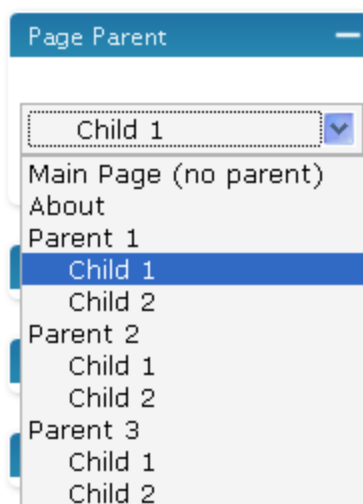 Page Parent
Child 1
Main Page (no parent)
About
Parent 1
Child 1
Child 2
Parent 2
Child 1
Child 2
Parent 3
Child 1
Child 2